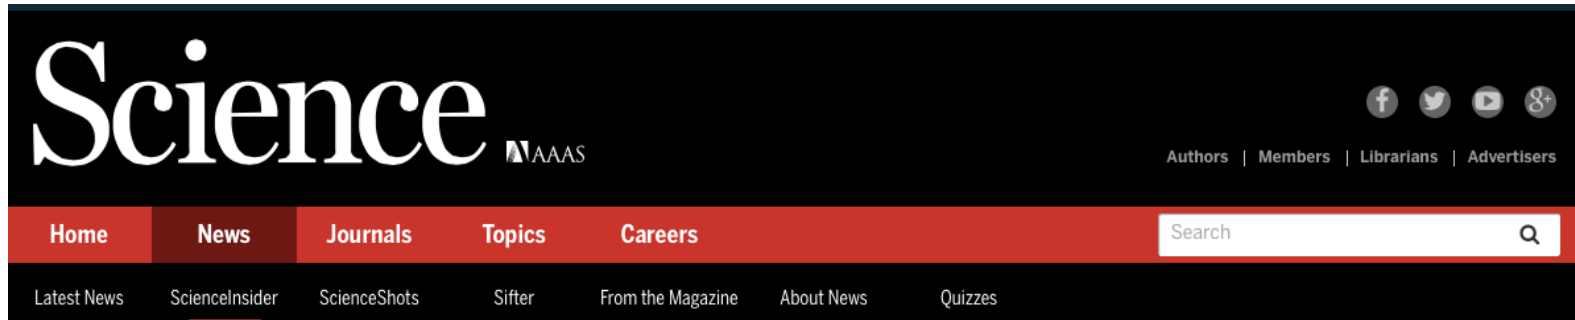 Science
AAAS
Authors | Members | Librarians | Advertisers
Home News Journals Topics Careers Search
Latest News ScienceInsider ScienceShots Sifter From the Magazine About News Quizzes